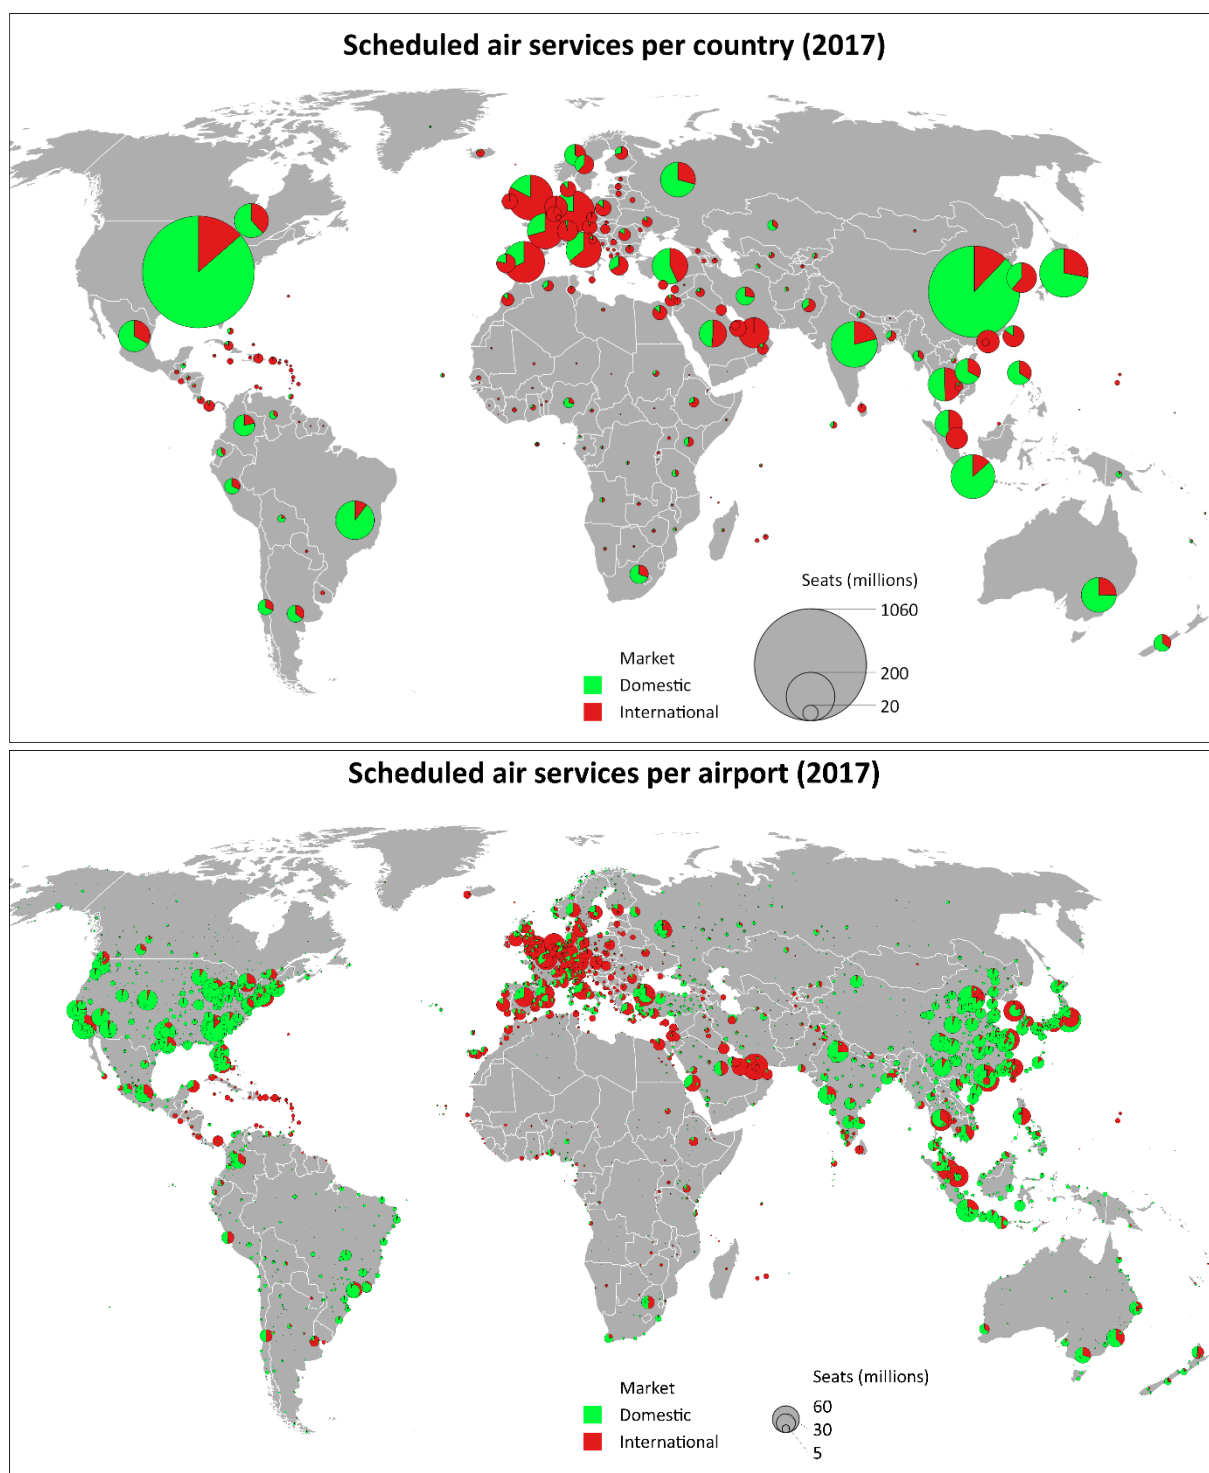 Scheduled air services per country (2017)
Seats (millions)
1060
200
20
Market
Domestic
International
Scheduled air services per airport (2017)
Seats (millions)
60
30
5
Market
Domestic
International